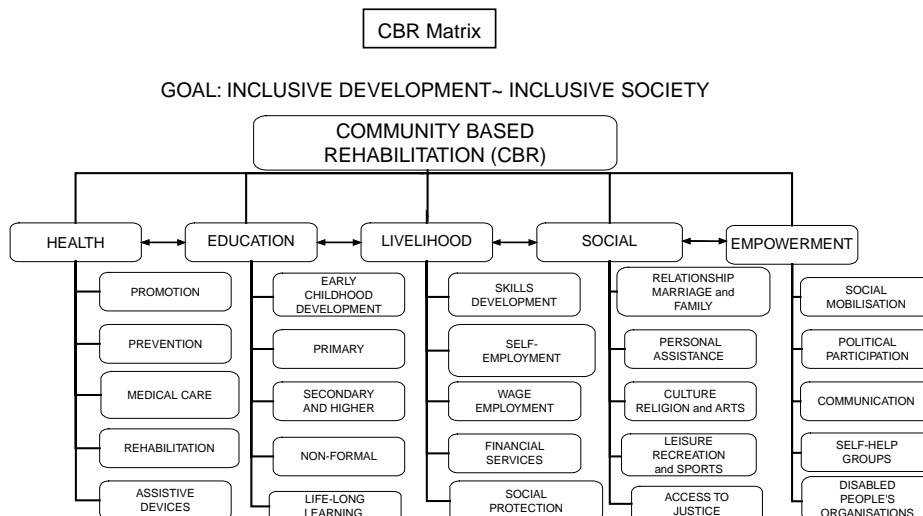 CBR Matrix
GOAL: INCLUSIVE DEVELOPMENT~ INCLUSIVE SOCIETY
COMMUNITY BASED
REHABILITATION (CBR)
HEALTH
EDUCATION
LIVELIHOOD
SOCIAL
EMPOWERMENT
PROMOTION
PREVENTION
MEDICAL CARE
REHABILITATION
ASSISTIVE
DEVICES
EARLY
CHILDHOOD
DEVELOPMENT
PRIMARY
SECONDARY
AND HIGHER
NON-FORMAL
LIFE-LONG
LEARNING
SKILLS
DEVELOPMENT
SELF-
EMPLOYMENT
WAGE
EMPLOYMENT
FINANCIAL
SERVICES
SOCIAL
PROTECTION
RELATIONSHIP
MARRIAGE and
FAMILY
PERSONAL
ASSISTANCE
CULTURE
RELIGION and ARTS
LEISURE
RECREATION
and SPORTS
ACCESS TO
JUSTICE
SOCIAL
MOBILISATION
POLITICAL
PARTICIPATION
COMMUNICATION
SELF-HELP
GROUPS
DISABLED
PEOPLE'S
ORGANISATIONS